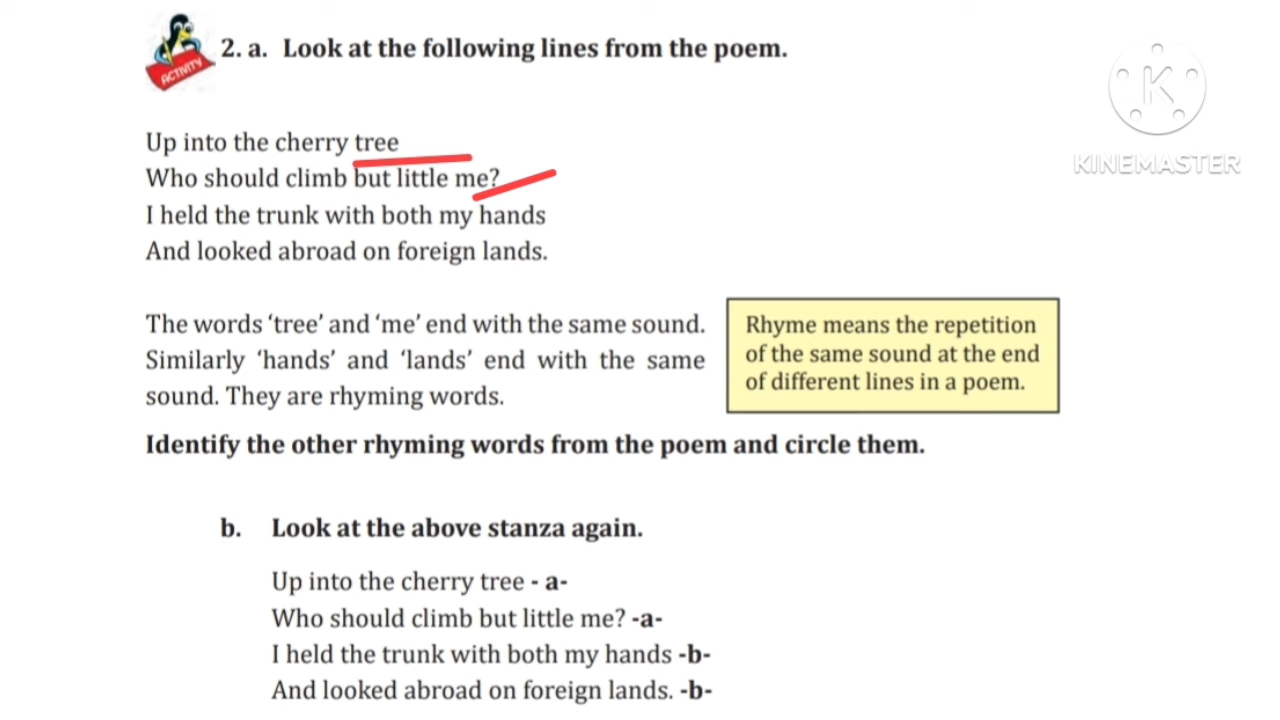 ACTIVITY
2. a. Look at the following lines from the poem.
K
KINEMASTER
Up into the cherry tree
Who should climb but little me?
I held the trunk with both my hands
And looked abroad on foreign lands.
The words ‘tree’ and ‘me’ end with the same sound.
Similarly ‘hands’ and ‘lands’ end with the same
sound. They are rhyming words.
Rhyme means the repetition
of the same sound at the end
of different lines in a poem.
Identify the other rhyming words from the poem and circle them.
b. Look at the above stanza again.
Up into the cherry tree - a-
Who should climb but little me? -a-
I held the trunk with both my hands -b-
And looked abroad on foreign lands. -b-